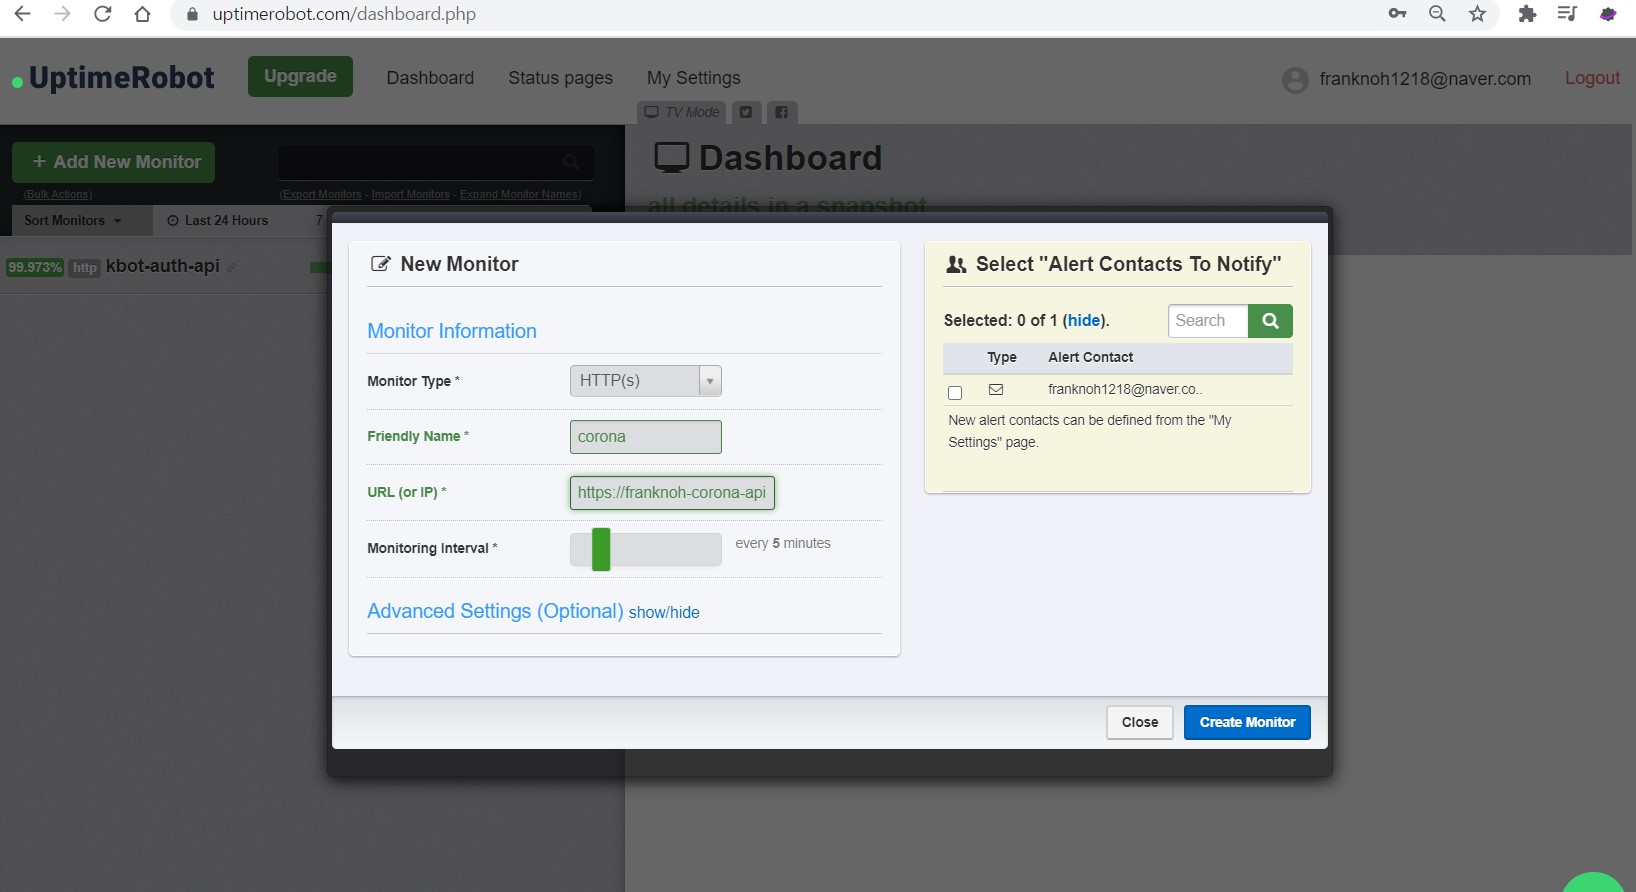 uptimerobot.com/dashboard.php
UptimeRobot
Upgrade
Dashboard
Status pages
My Settings
franknoh1218@naver.com
Logout
TV Mode
+ Add New Monitor
(Bulk Actions)
(Export Monitors - Import Monitors - Expand Monitor Names)
Sort Monitors
Last 24 Hours
7
99.973% http kbot-auth-api
Dashboard
all details in a snapshot
New Monitor
Monitor Information
Monitor Type *
HTTP(s)
Friendly Name *
corona
URL (or IP) *
https://franknoh-corona-api
Monitoring Interval *
every 5 minutes
Advanced Settings (Optional) show/hide
Select "Alert Contacts To Notify"
Selected: 0 of 1 (hide).
Search
Type Alert Contact
franknoh1218@naver.co..
New alert contacts can be defined from the "My
Settings" page.
Close
Create Monitor